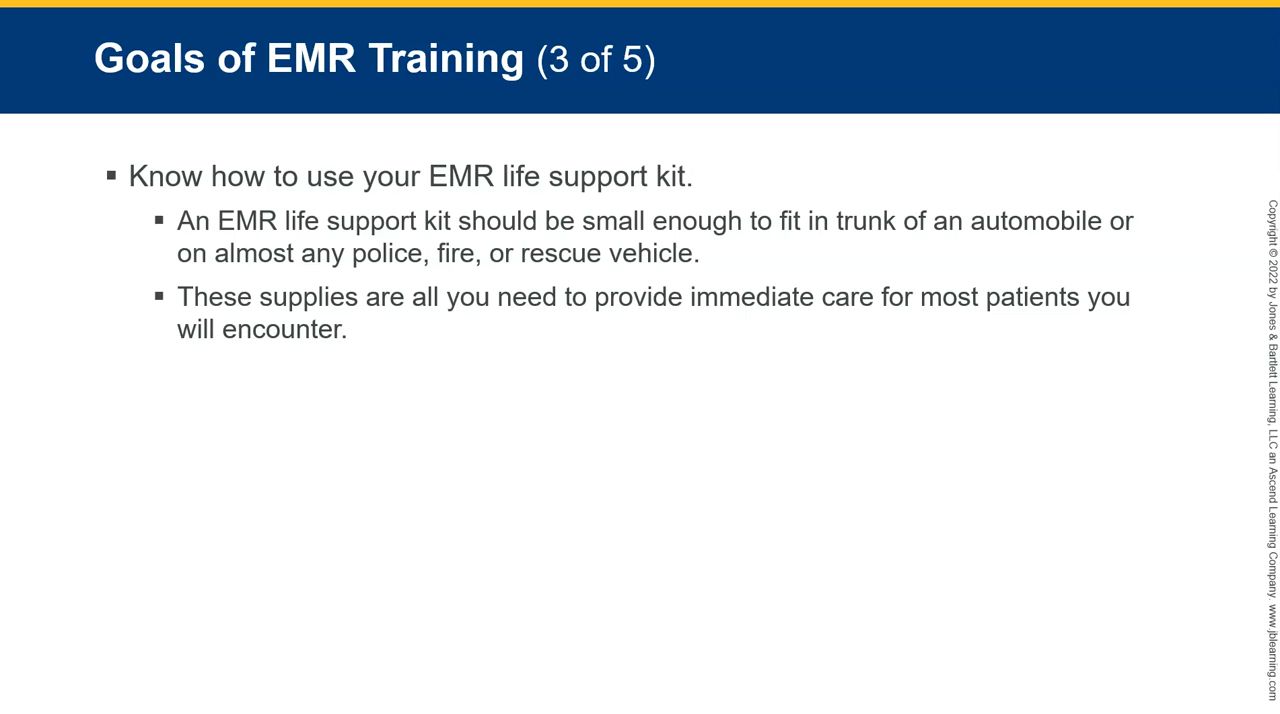 Goals of EMR Training (3 of 5)
▪ Know how to use your EMR life support kit.
▪ An EMR life support kit should be small enough to fit in trunk of an automobile or
on almost any police, fire, or rescue vehicle.
▪ These supplies are all you need to provide immediate care for most patients you
will encounter.
Copyright © 2022 by Jones & Bartlett Learning, LLC an Ascend Learning Company. www.jblearning.com